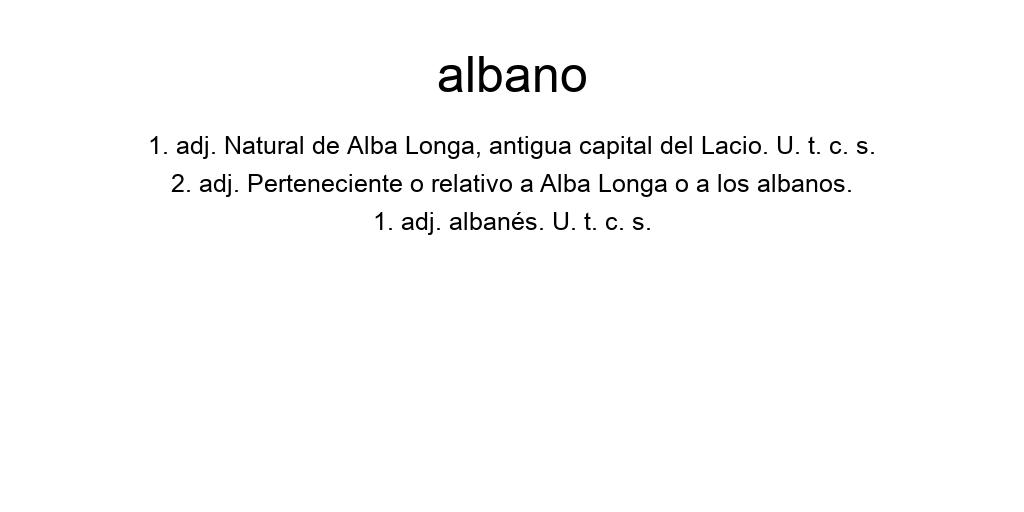 albano
1. adj. Natural de Alba Longa, antigua capital del Lacio. U. t. c. s.
2. adj. Perteneciente o relativo a Alba Longa o a los albanos.
1. adj. albanés. U. t. c. s.